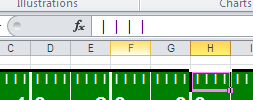 Illustrations Charts
fx | | | |
C D E F G H
| | | | | | | | | | | | | | | | | | | | | | | |